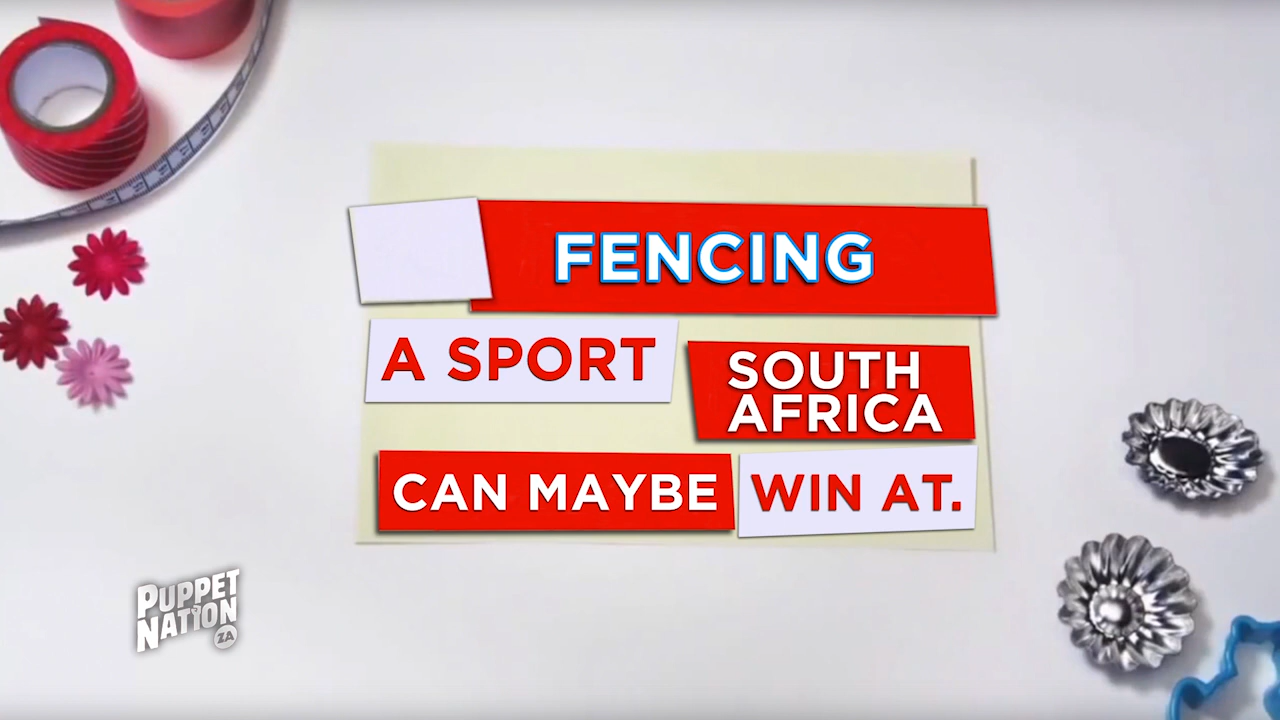 FENCING
A SPORT
SOUTH
AFRICA
CAN MAYBE
WIN AT.
PUPPET
NATION
ZA